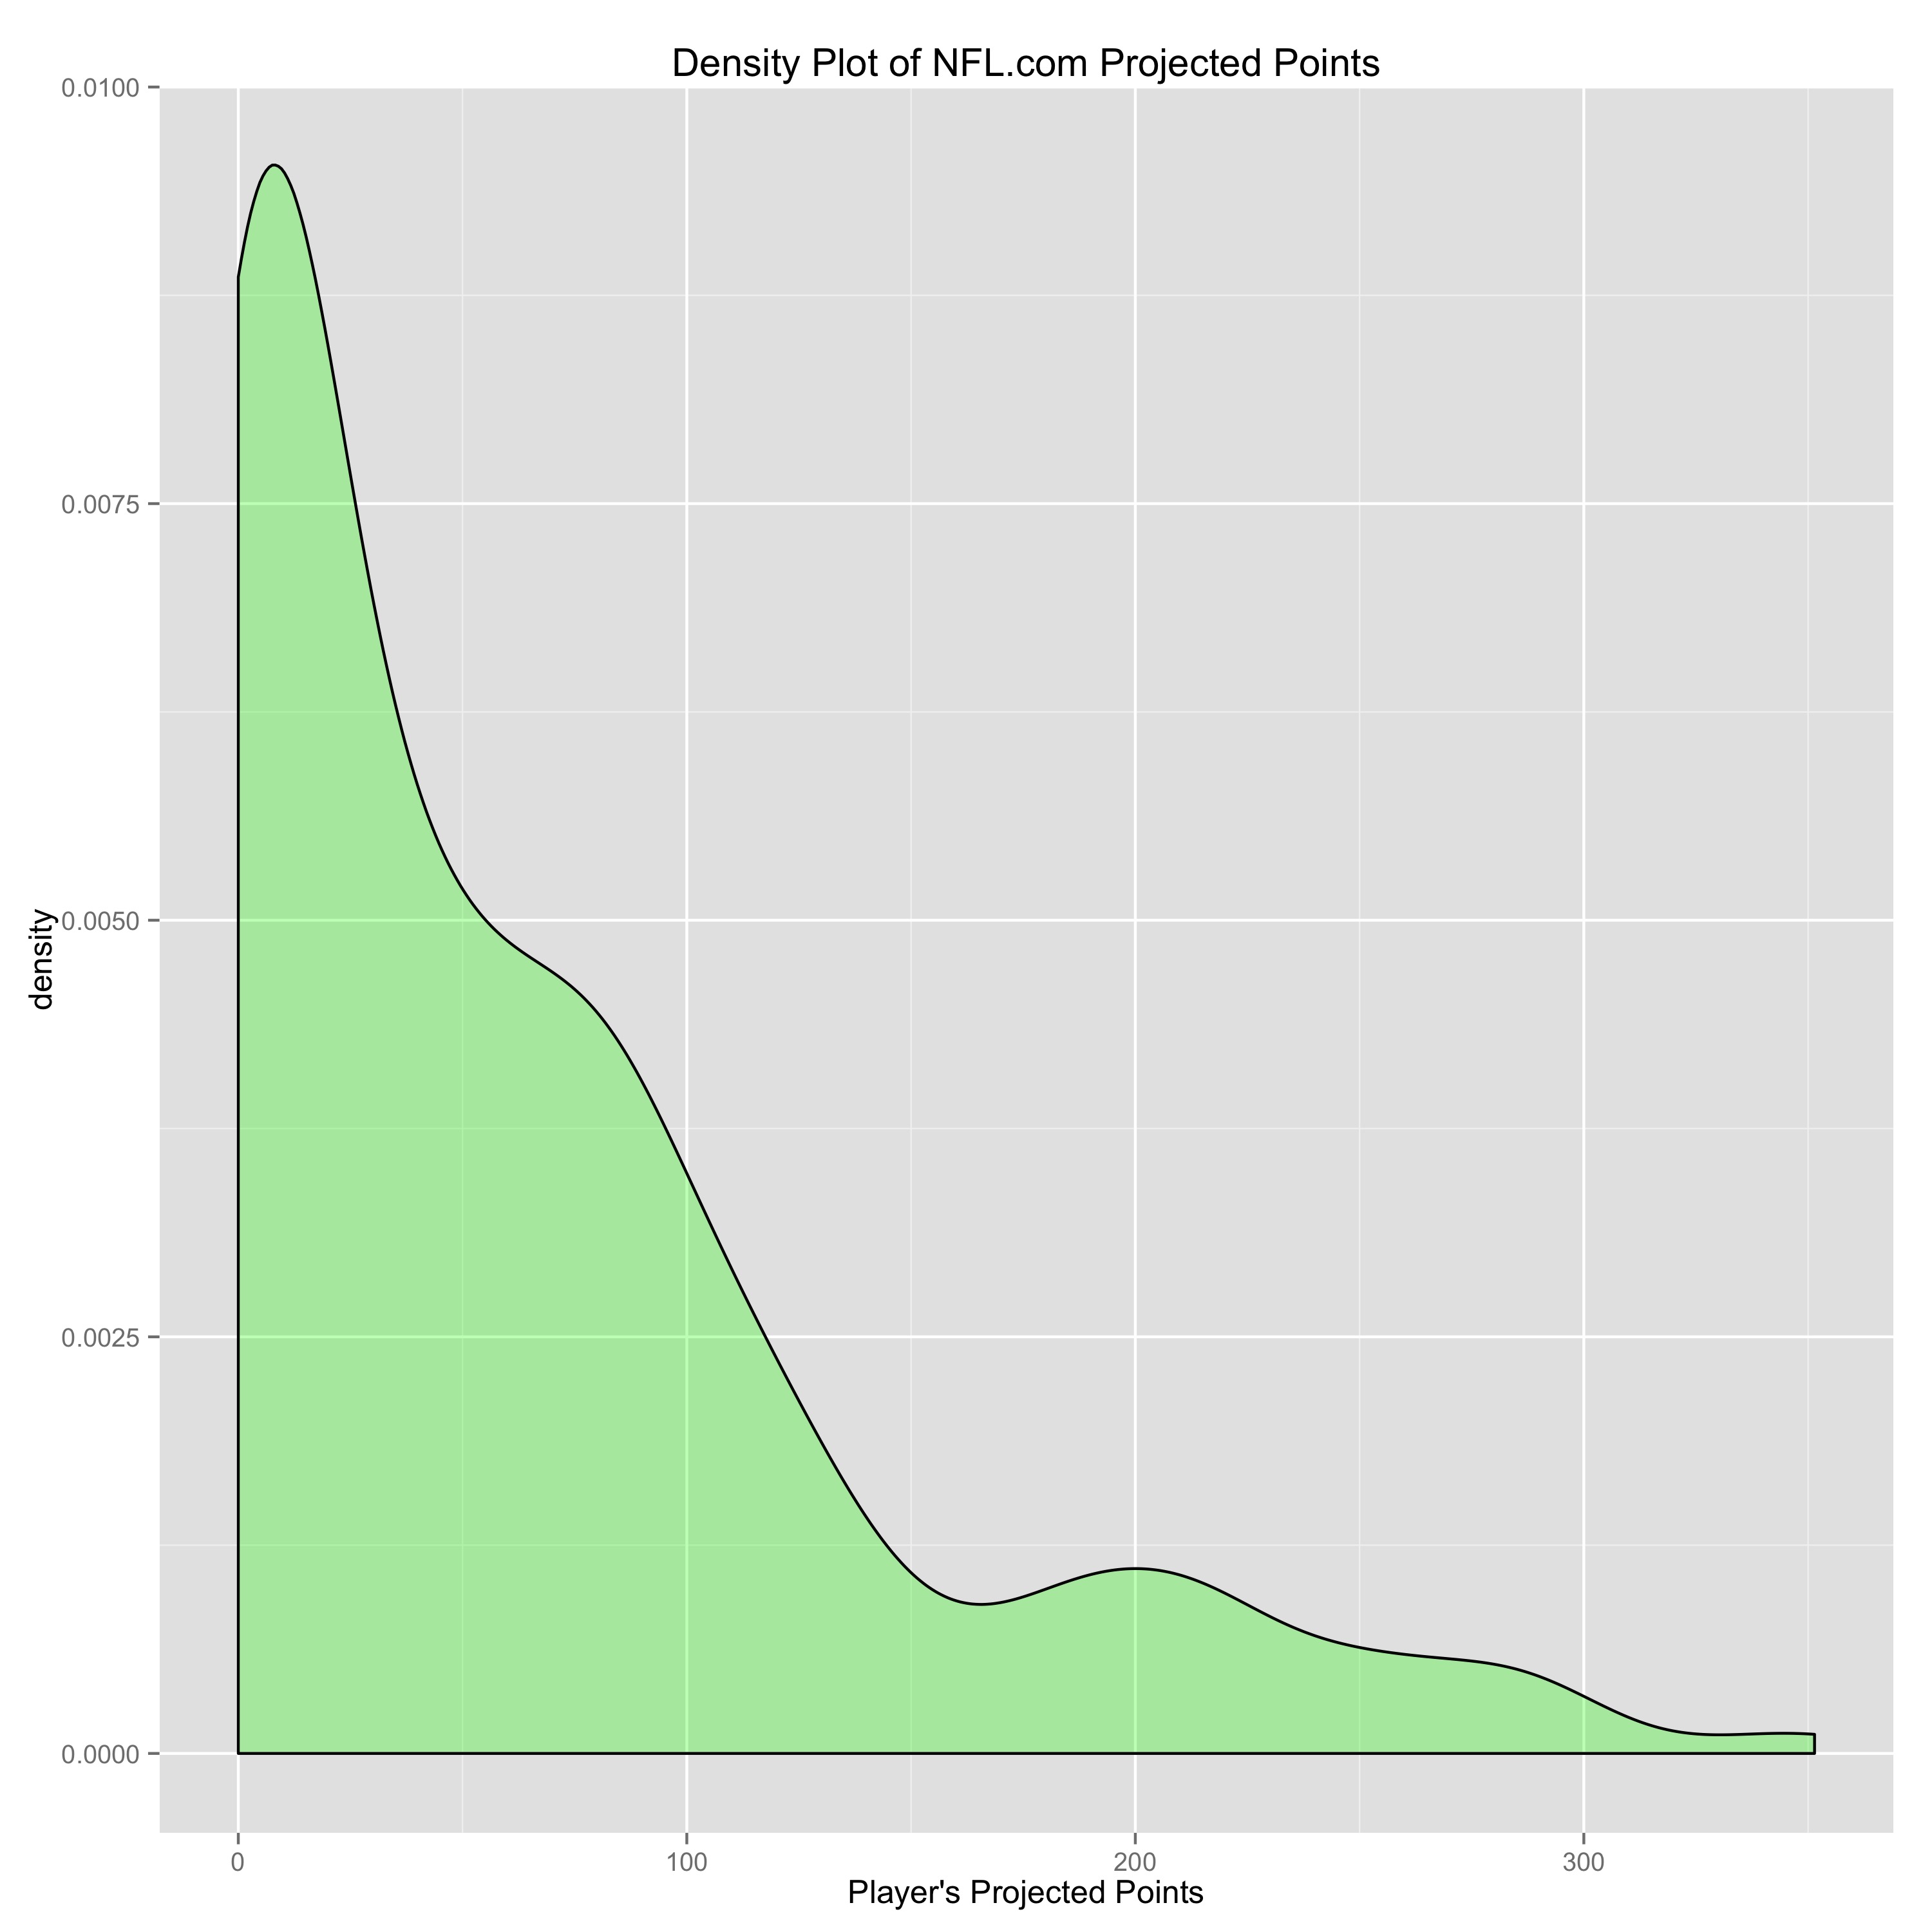 Density Plot of NFL.com Projected Points
0.0100
0.0075
0.0050
0.0025
0.0000
density
0 100 200 300
Player's Projected Points